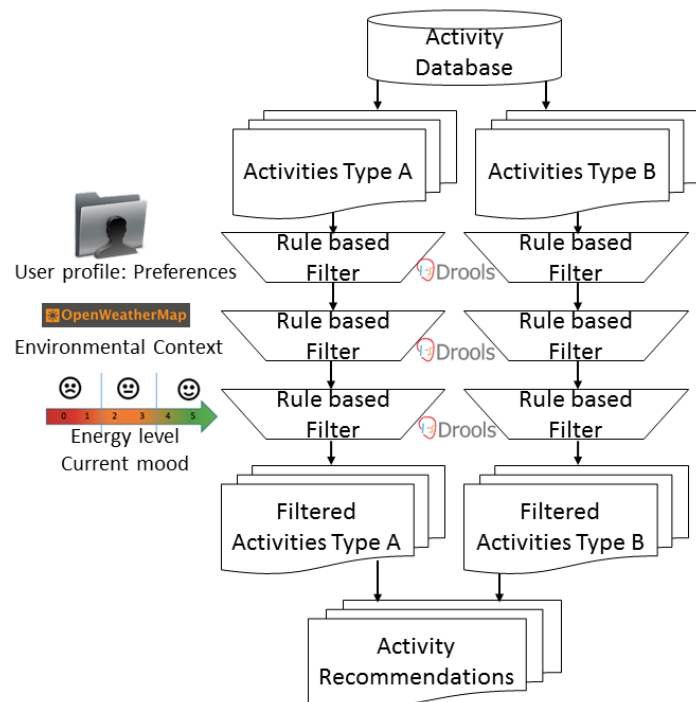 Activity
Database
Activities Type A
Activities Type B
User profile: Preferences
Rule based
Filter
Drools
Rule based
Filter
OpenWeatherMap
Environmental Context
Rule based
Filter
Drools
Rule based
Filter
0 1 2 3 4 5
Energy level
Current mood
Rule based
Filter
Drools
Rule based
Filter
Filtered
Activities Type A
Filtered
Activities Type B
Activity
Recommendations